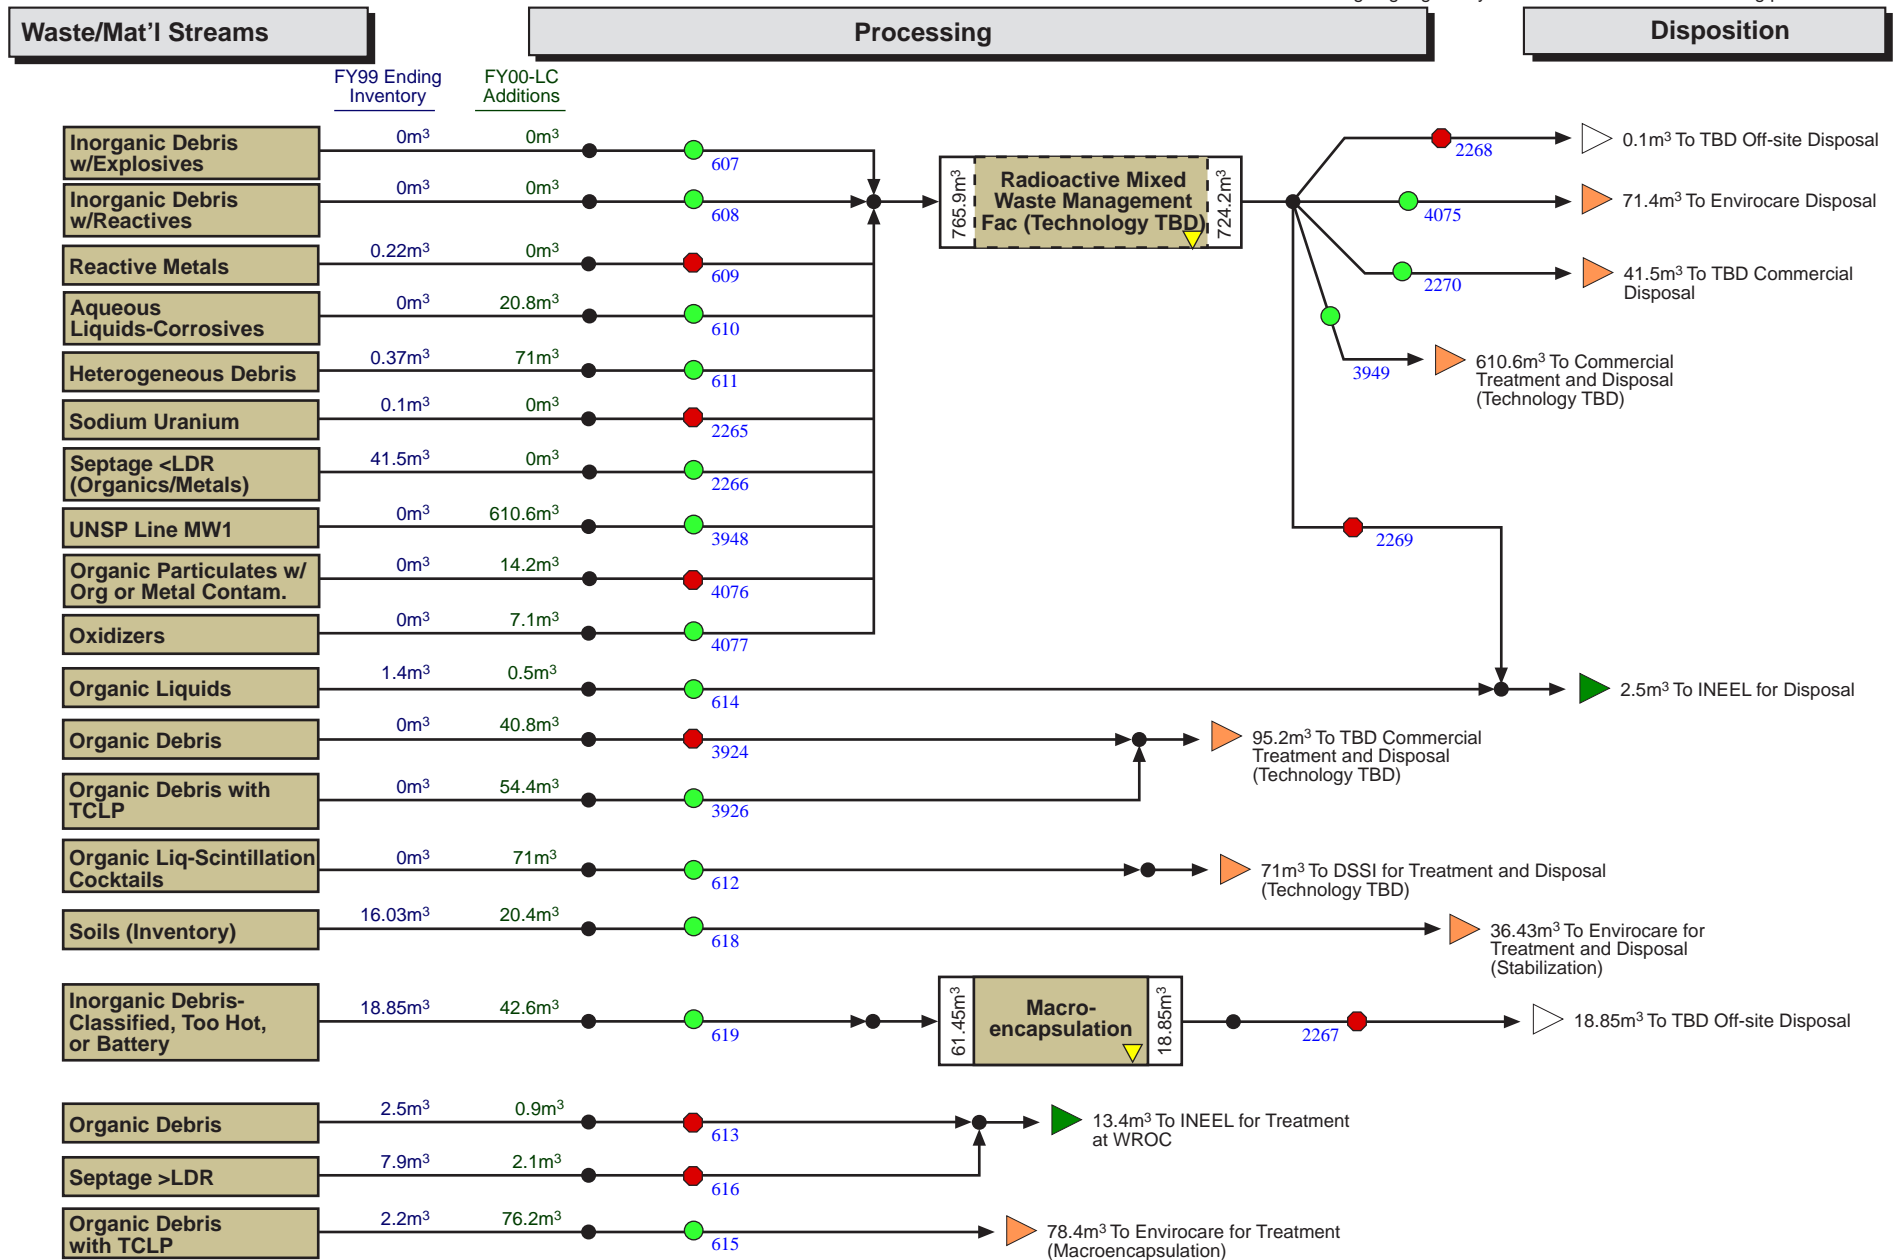 Waste/Mat'l Streams
Processing
Disposition
FY99 Ending
Inventory
FY00-LC
Additions
Inorganic Debris
w/Explosives
0m³
0m³
607
Inorganic Debris
w/Reactives
0m³
0m³
608
Reactive Metals
0.22m³
0m³
609
Aqueous
Liquids-Corrosives
0m³
20.8m³
610
Heterogeneous Debris
0.37m³
71m³
611
Sodium Uranium
0.1m³
0m³
2265
Septage <LDR
(Organics/Metals)
41.5m³
0m³
2266
UNSP Line MW1
0m³
610.6m³
3948
Organic Particulates w/
Org or Metal Contam.
0m³
14.2m³
4076
Oxidizers
0m³
7.1m³
4077
765.9m³
Radioactive Mixed
Waste Management
Fac (Technology TBD)
724.2m³
2268
0.1m³ To TBD Off-site Disposal
4075
71.4m³ To Envirocare Disposal
2270
41.5m³ To TBD Commercial
Disposal
3949
610.6m³ To Commercial
Treatment and Disposal
(Technology TBD)
2269
Organic Liquids
1.4m³
0.5m³
614
2.5m³ To INEEL for Disposal
Organic Debris
0m³
40.8m³
3924
95.2m³ To TBD Commercial
Treatment and Disposal
(Technology TBD)
Organic Debris with
TCLP
0m³
54.4m³
3926
Organic Liq-Scintillation
Cocktails
0m³
71m³
612
71m³ To DSSI for Treatment and Disposal
(Technology TBD)
Soils (Inventory)
16.03m³
20.4m³
618
36.43m³ To Envirocare for
Treatment and Disposal
(Stabilization)
Inorganic Debris-
Classified, Too Hot,
or Battery
18.85m³
42.6m³
619
61.45m³
Macro-
encapsulation
18.85m³
2267
18.85m³ To TBD Off-site Disposal
Organic Debris
2.5m³
0.9m³
613
13.4m³ To INEEL for Treatment
at WROC
Septage >LDR
7.9m³
2.1m³
616
Organic Debris
with TCLP
2.2m³
76.2m³
615
78.4m³ To Envirocare for Treatment
(Macroencapsulation)